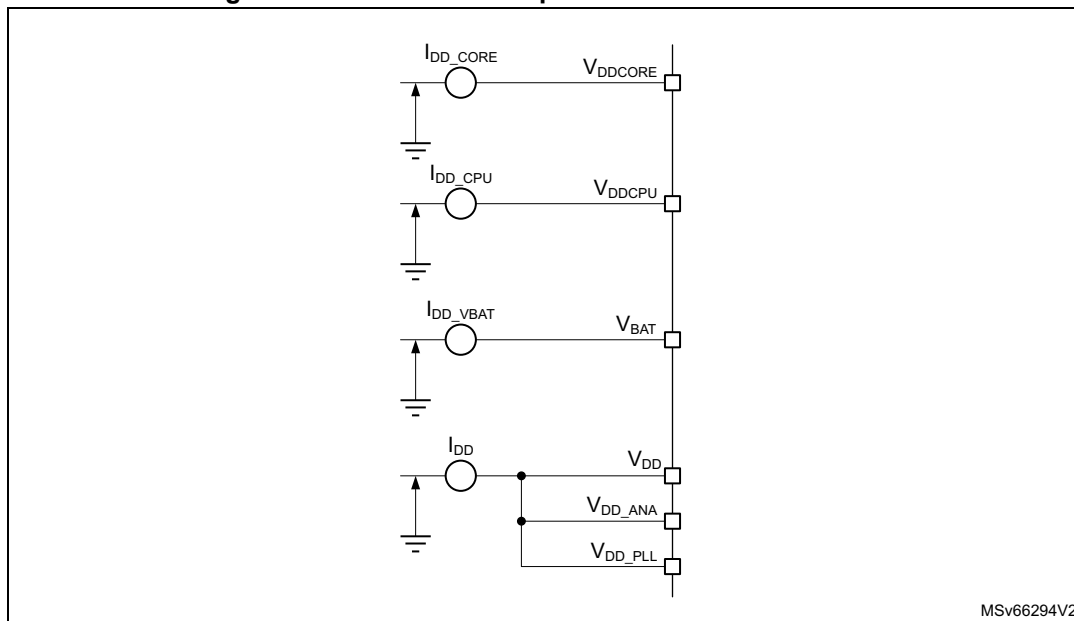 I_DD_CORE
V_DDCORE
I_DD_CPU
V_DDCPU
I_DD_VBAT
V_BAT
I_DD
V_DD
V_DD_ANA
V_DD_PLL
MSv66294V2